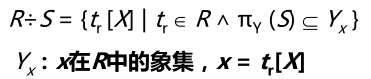 R÷S = {tr [X] | tr ∈ R ∧ πY (S) ⊆ Yx }
Yx : x在R中的象集，x = tr[X]